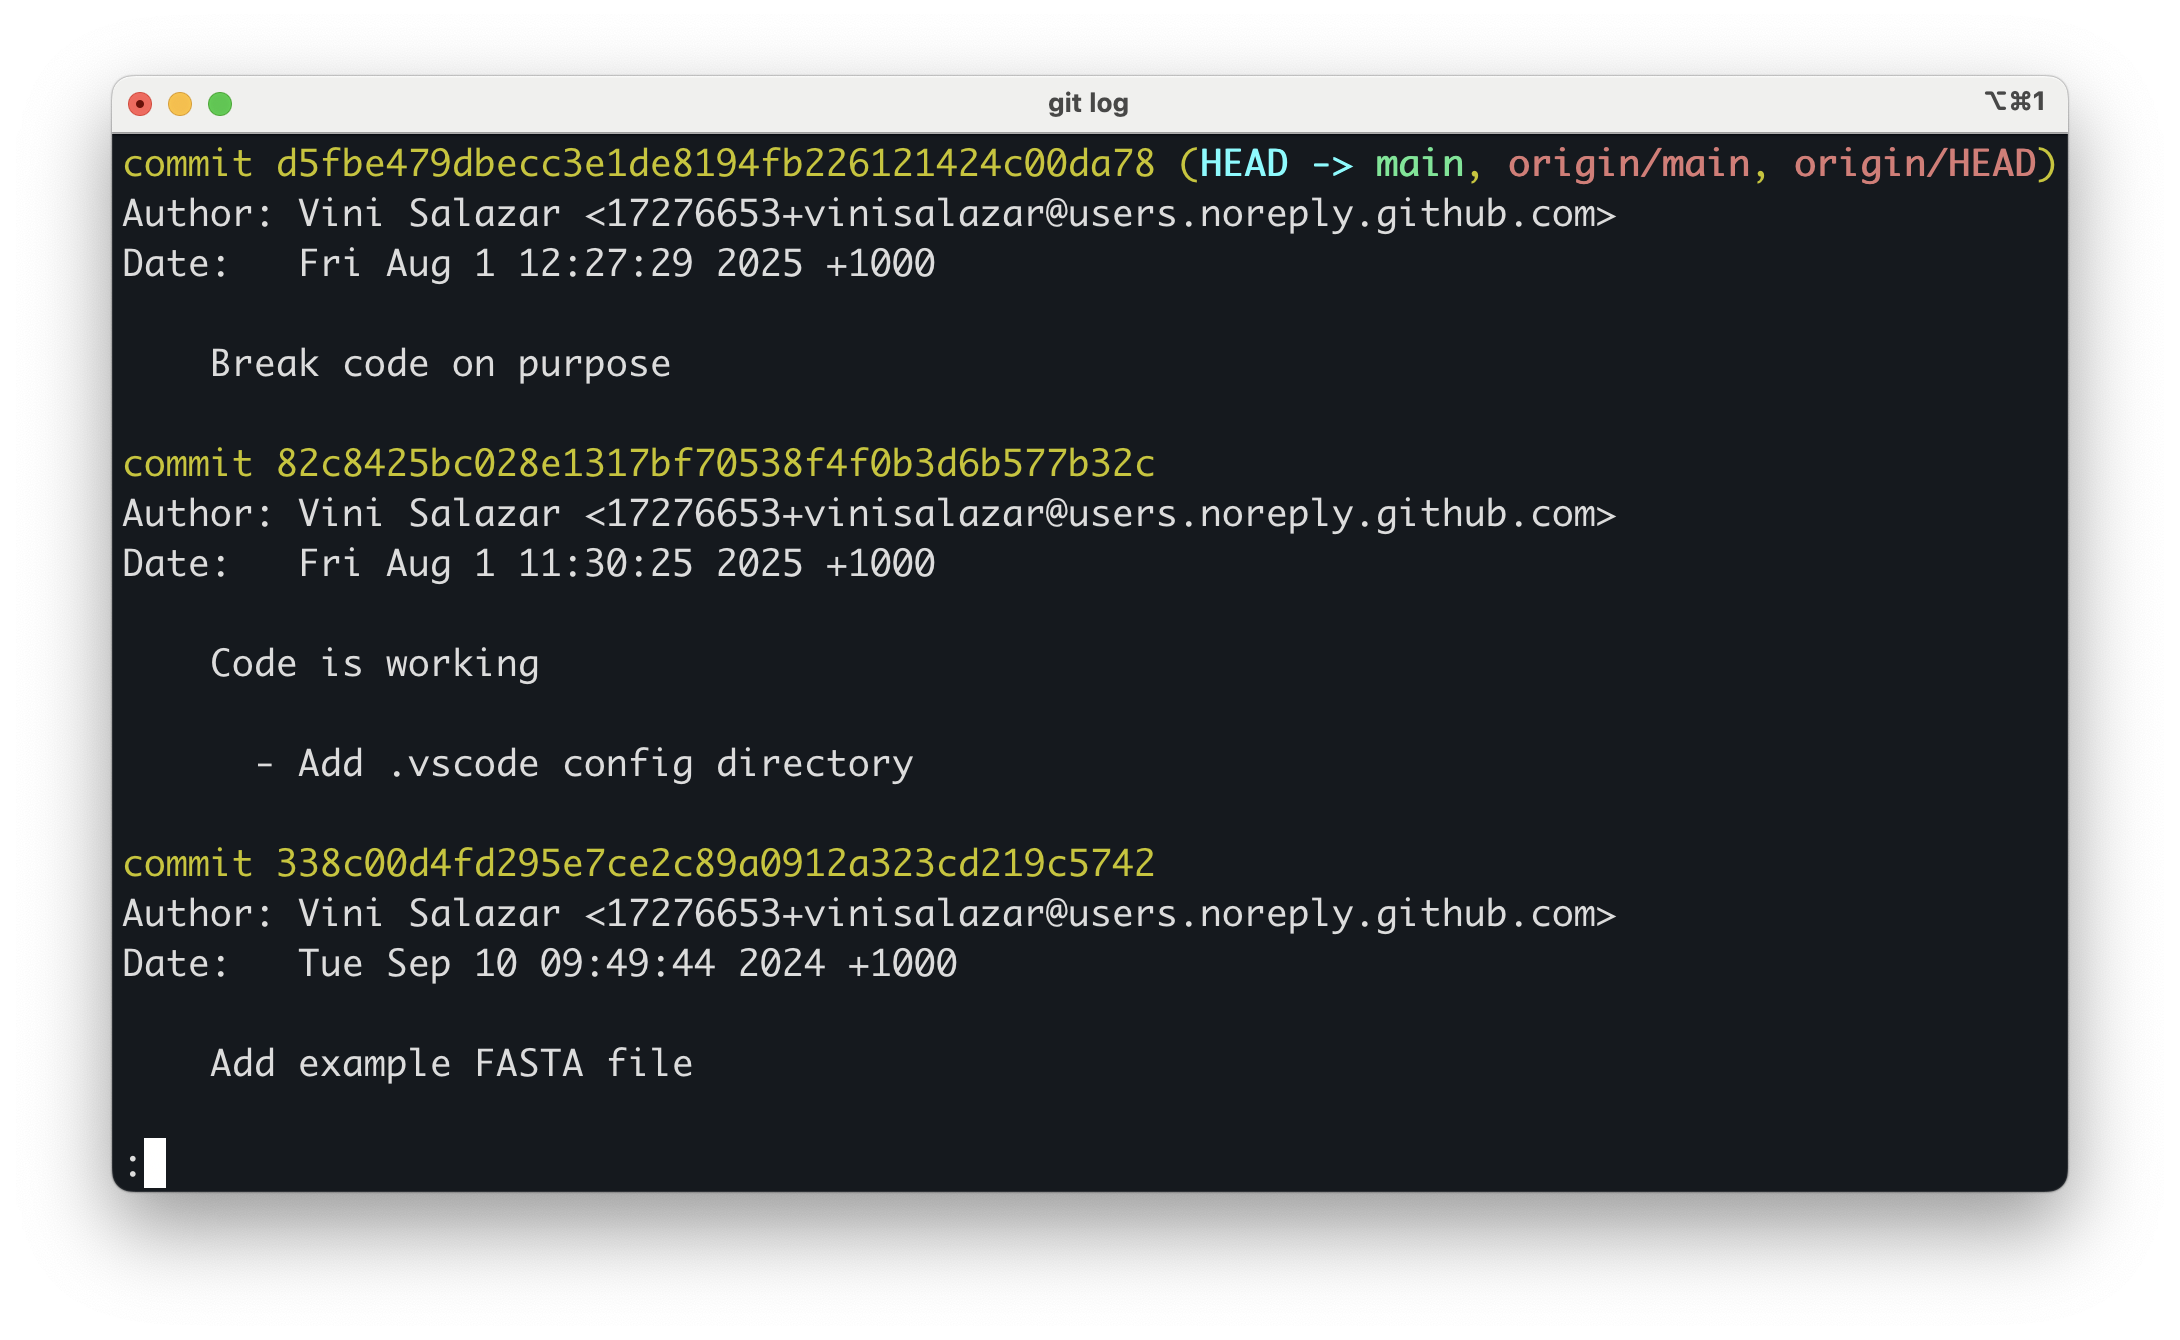 git log
⌥⌘1
commit d5fbe479dbecc3e1de8194fb226121424c00da78 (HEAD -> main, origin/main, origin/HEAD)
Author: Vini Salazar <17276653+vinisalazar@users.noreply.github.com>
Date:   Fri Aug 1 12:27:29 2025 +1000
    Break code on purpose
commit 82c8425bc028e1317bf70538f4f0b3d6b577b32c
Author: Vini Salazar <17276653+vinisalazar@users.noreply.github.com>
Date:   Fri Aug 1 11:30:25 2025 +1000
    Code is working
      - Add .vscode config directory
commit 338c00d4fd295e7ce2c89a0912a323cd219c5742
Author: Vini Salazar <17276653+vinisalazar@users.noreply.github.com>
Date:   Tue Sep 10 09:49:44 2024 +1000
    Add example FASTA file
: